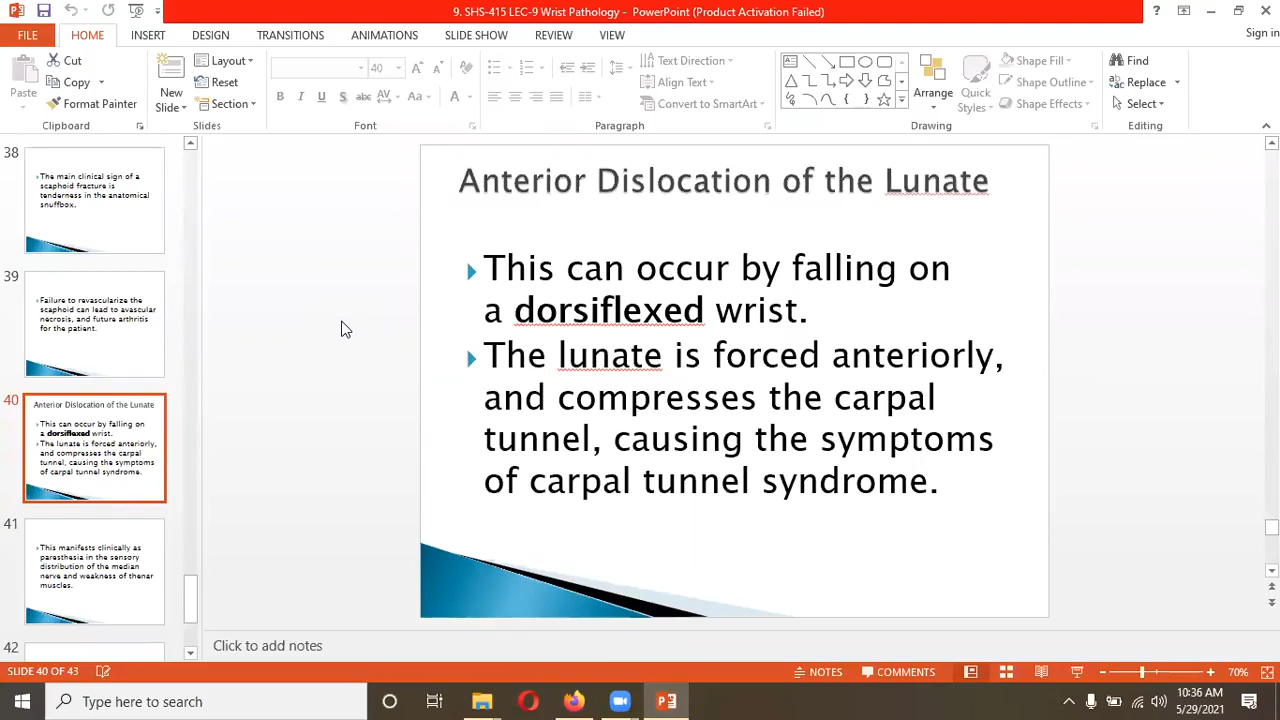 9. SHS-415 LEC-9 Wrist Pathology - PowerPoint (Product Activation Failed)
FILE HOME INSERT DESIGN TRANSITIONS ANIMATIONS SLIDE SHOW REVIEW VIEW Sign in
Cut
Copy
Format Painter
Paste
Clipboard
New
Slide
Layout
Reset
Section
Slides
40
B I U S abc AV Aa A
Font
Text Direction
Align Text
Convert to SmartArt
Paragraph
Arrange
Quick
Styles
Shape Fill
Shape Outline
Shape Effects
Drawing
Find
Replace
Select
Editing
38
The main clinical sign of a
scaphoid fracture is
tenderness in the anatomical
snuffbox.
39
Failure to revascularize the
scaphoid can lead to avascular
necrosis, and future arthritis
for the patient.
40
Anterior Dislocation of the Lunate
This can occur by falling on
a dorsiflexed wrist.
The lunate is forced anteriorly,
and compresses the carpal
tunnel, causing the symptoms
of carpal tunnel syndrome.
41
This manifests clinically as
paresthesia in the sensory
distribution of the median
nerve and weakness of thenar
muscles.
42
Anterior Dislocation of the Lunate
This can occur by falling on
a dorsiflexed wrist.
The lunate is forced anteriorly,
and compresses the carpal
tunnel, causing the symptoms
of carpal tunnel syndrome.
Click to add notes
SLIDE 40 OF 43 NOTES COMMENTS 70%
Type here to search
10:36 AM
5/29/2021